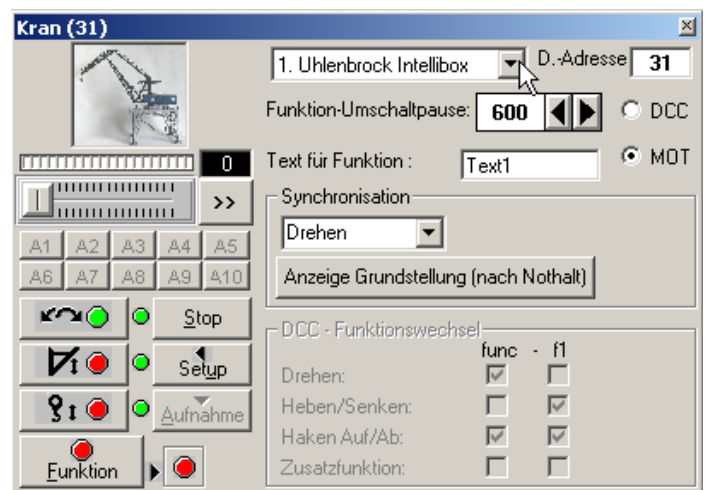 Kran (31)
1. Uhlenbrock Intellibox
D.-Adresse 31
Funktion-Umschaltpause: 600
DCC
0
Text für Funktion : Text1
MOT
>>
Synchronisation
Drehen
A1 A2 A3 A4 A5
A6 A7 A8 A9 A10
Anzeige Grundstellung (nach Nothalt)
Stop
Setup
Aufnahme
Funktion
DCC - Funktionswechsel
func - f1
Drehen:
Heben/Senken:
Haken Auf/Ab:
Zusatzfunktion: